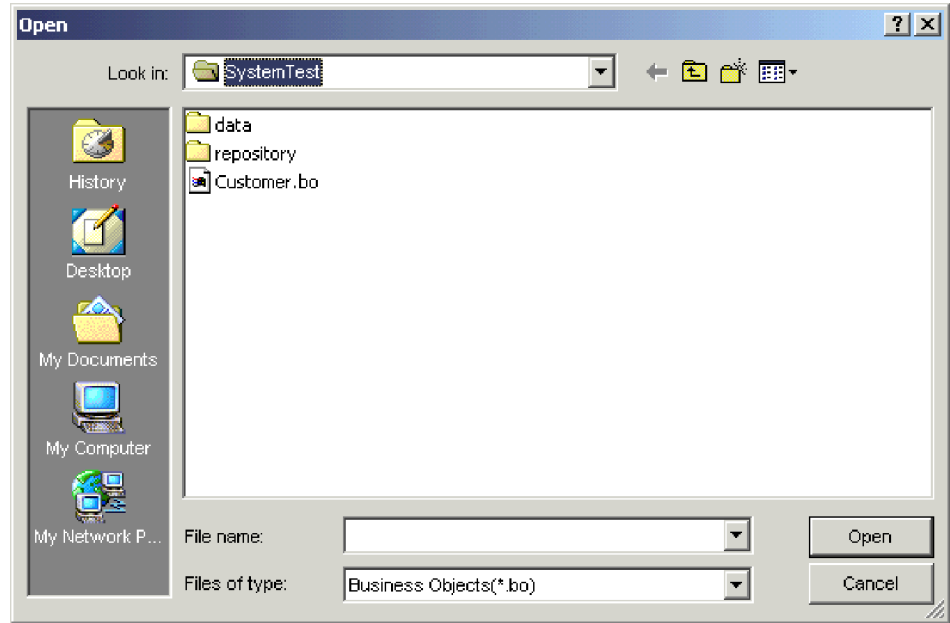 Open
Look in: SystemTest
data
repository
Customer.bo
History
Desktop
My Documents
My Computer
My Network P...
File name:
Open
Files of type: Business Objects(*.bo)
Cancel